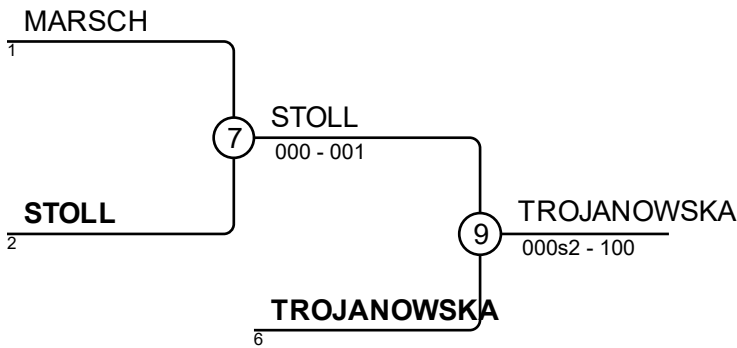 MARSCH
1
7
STOLL
000 - 001
STOLL
2
9
TROJANOWSKA
000s2 - 100
TROJANOWSKA
6